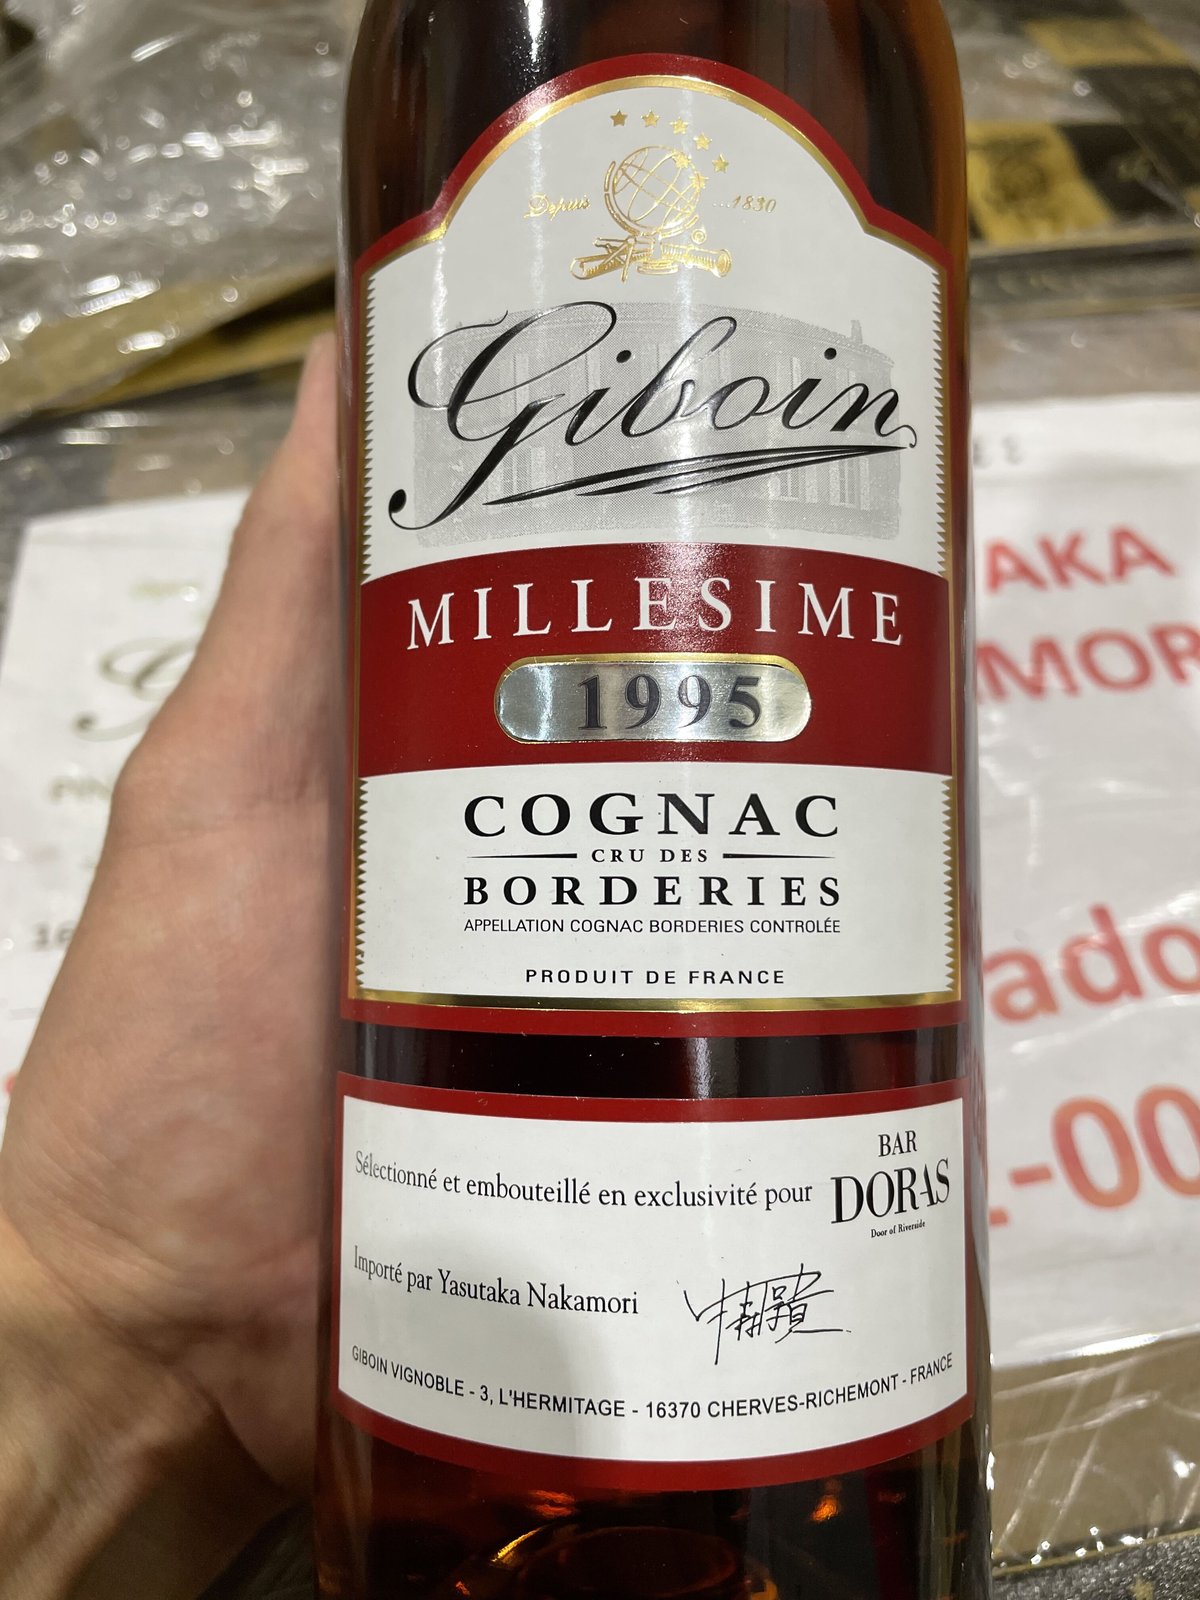 Depuis ...1830
Giboin
MILLESIME
1995
COGNAC
CRU DES
BORDERIES
APPELLATION COGNAC BORDERIES CONTROLÉE
PRODUIT DE FRANCE
Sélectionné et embouteillé en exclusivité pour
BAR
DORAS
Door of Riverside
Importé par Yasutaka Nakamori
GIBOIN VIGNOBLE - 3, L'HERMITAGE - 16370 CHERVES-RICHEMONT - FRANCE
AKA
MOR
ado
-00